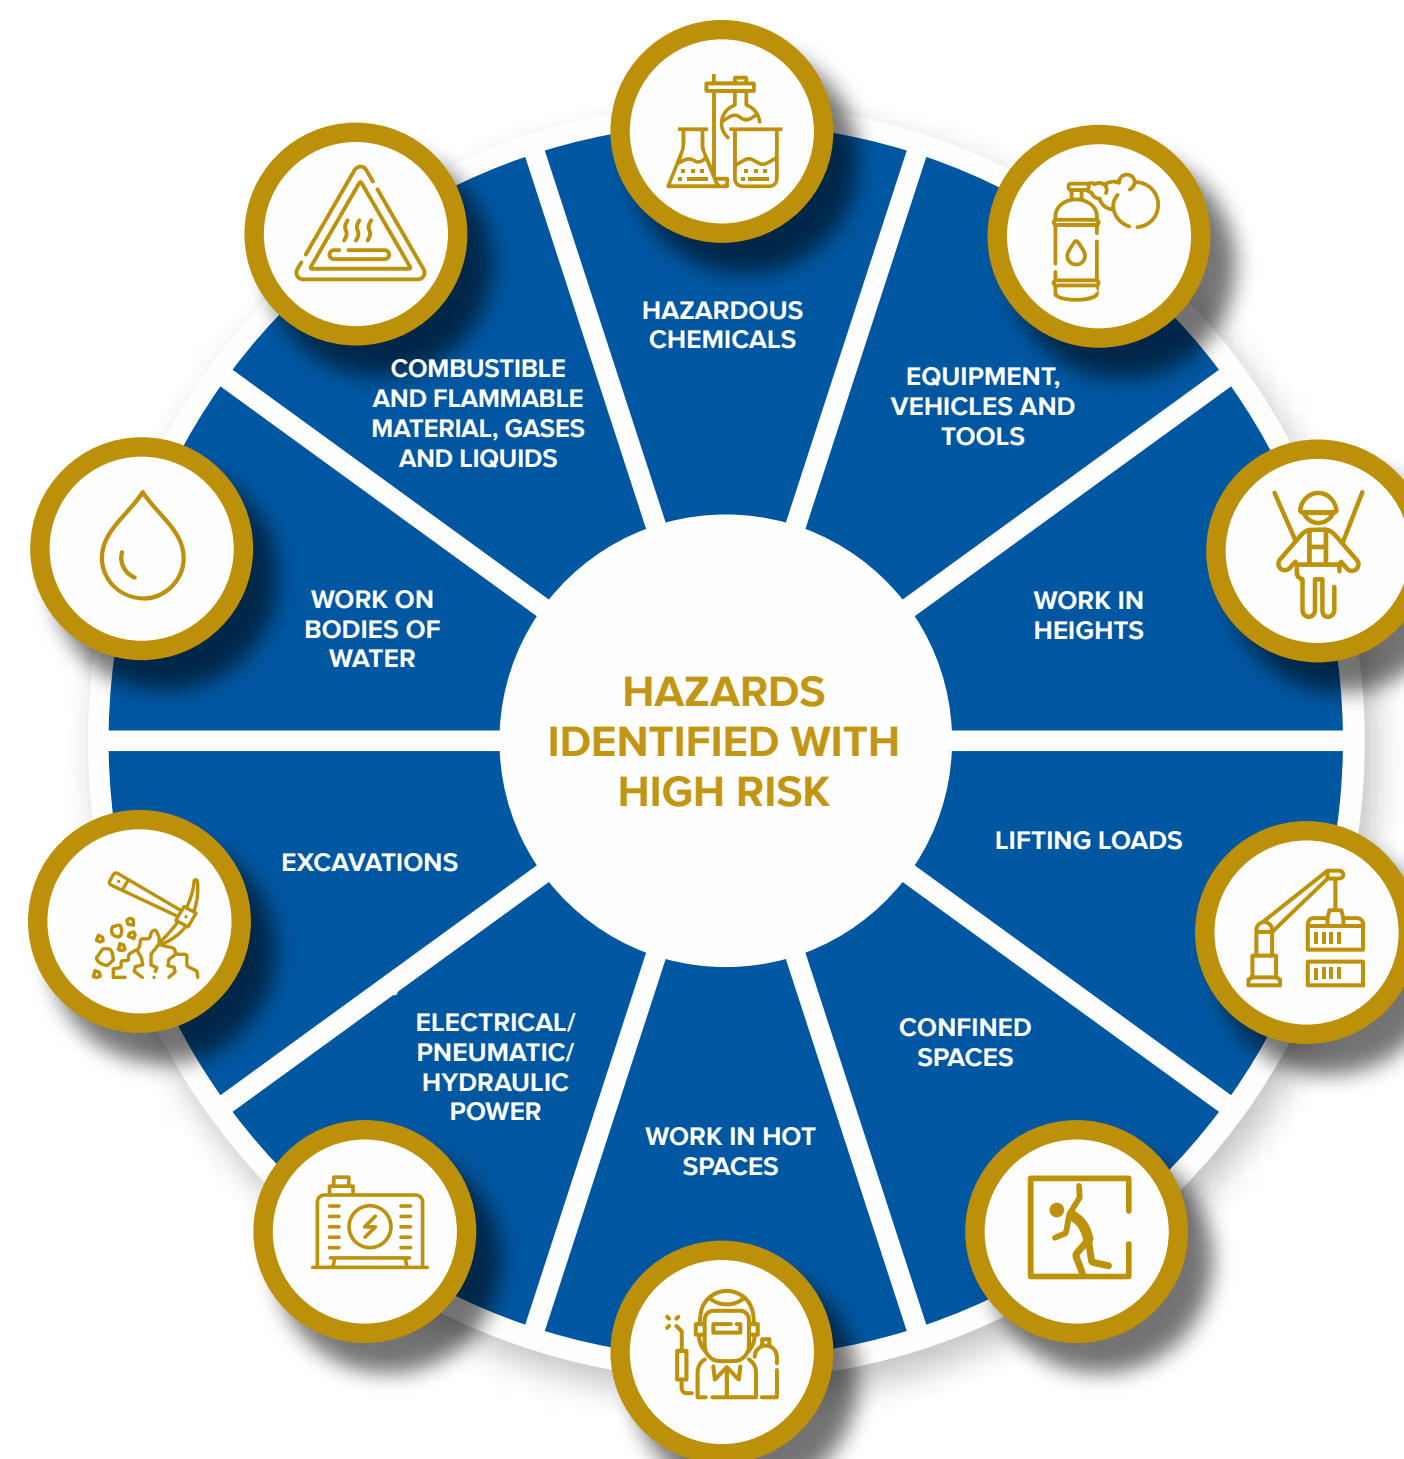 HAZARDOUS
CHEMICALS
EQUIPMENT,
VEHICLES AND
TOOLS
WORK IN
HEIGHTS
LIFTING LOADS
CONFINED
SPACES
WORK IN HOT
SPACES
ELECTRICAL/
PNEUMATIC/
HYDRAULIC
POWER
EXCAVATIONS
WORK ON
BODIES OF
WATER
COMBUSTIBLE
AND FLAMMABLE
MATERIAL, GASES
AND LIQUIDS
HAZARDS
IDENTIFIED WITH
HIGH RISK